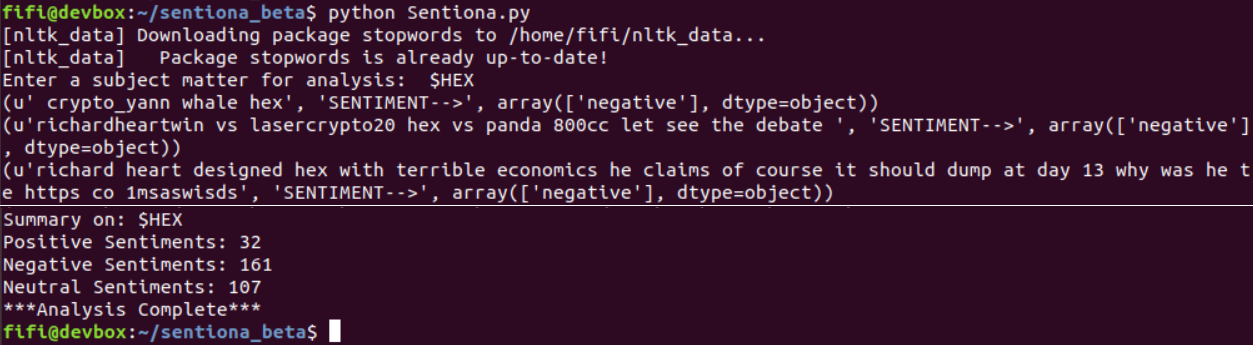 fifi@devbox:~/sentiona_beta$ python Sentiona.py
[nltk_data] Downloading package stopwords to /home/fifi/nltk_data...
[nltk_data]   Package stopwords is already up-to-date!
Enter a subject matter for analysis:  $HEX
(u' crypto_yann whale hex', 'SENTIMENT-->', array(['negative'], dtype=object))
(u'richardheartwin vs lasercrypto20 hex vs panda 800cc let see the debate ', 'SENTIMENT-->', array(['negative']
, dtype=object))
(u'richard heart designed hex with terrible economics he claims of course it should dump at day 13 why was he t
e https co 1msaswisds', 'SENTIMENT-->', array(['negative'], dtype=object))
Summary on: $HEX
Positive Sentiments: 32
Negative Sentiments: 161
Neutral Sentiments: 107
***Analysis Complete***
fifi@devbox:~/sentiona_beta$